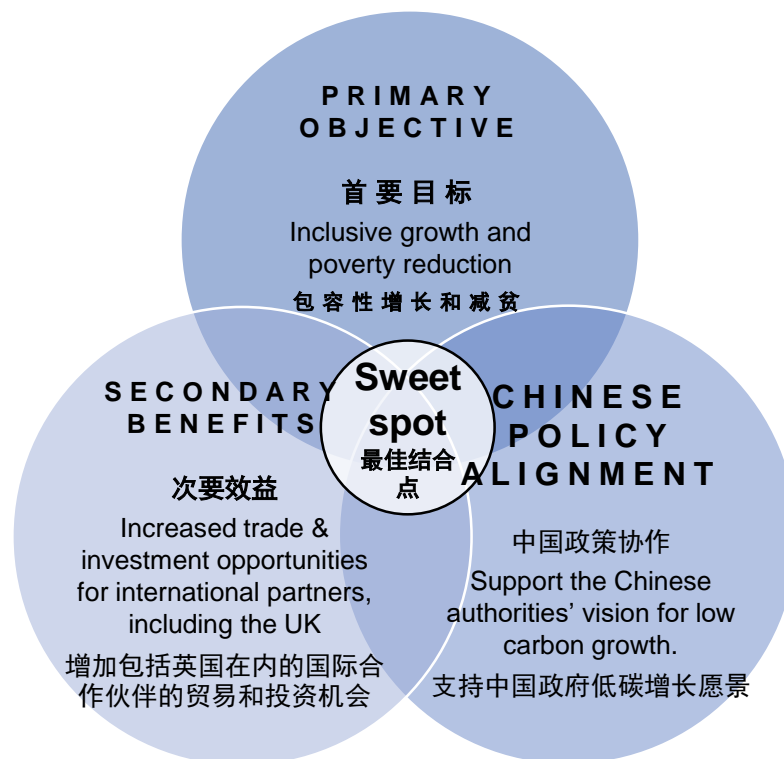 PRIMARY
OBJECTIVE
首要目标
Inclusive growth and
poverty reduction
包容性增长和减贫
SECONDARY
BENEFITS
次要效益
Increased trade &
investment opportunities
for international partners,
including the UK
增加包括英国在内的国际合
作伙伴的贸易和投资机会
Sweet
spot
最佳结合
点
CHINESE
POLICY
ALIGNMENT
中国政策协作
Support the Chinese
authorities’ vision for low
carbon growth.
支持中国政府低碳增长愿景